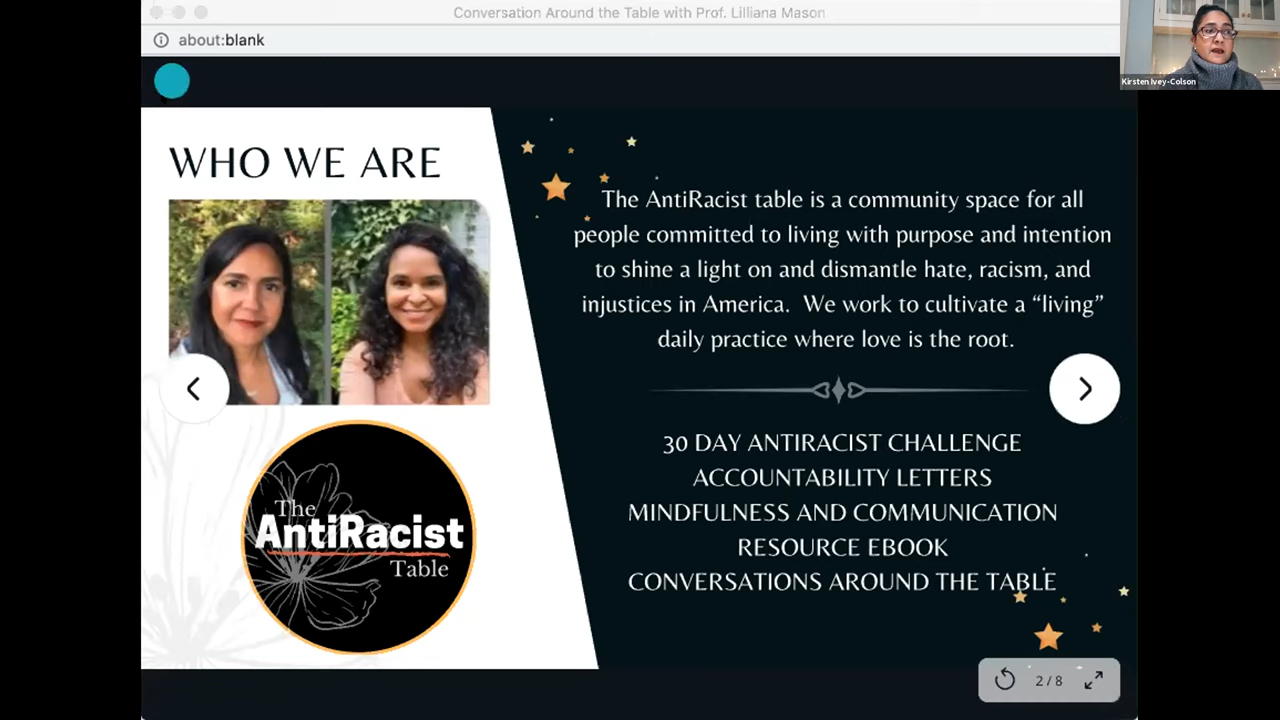 Conversation Around the Table with Prof. Lilliana Mason
about:blank
Kirsten Ivey-Colson
WHO WE ARE
The AntiRacist table is a community space for all
people committed to living with purpose and intention
to shine a light on and dismantle hate, racism, and
injustices in America. We work to cultivate a “living”
daily practice where love is the root.
30 DAY ANTIRACIST CHALLENGE
ACCOUNTABILITY LETTERS
MINDFULNESS AND COMMUNICATION
RESOURCE EBOOK
CONVERSATIONS AROUND THE TABLE
The
AntiRacist
Table
2 / 8